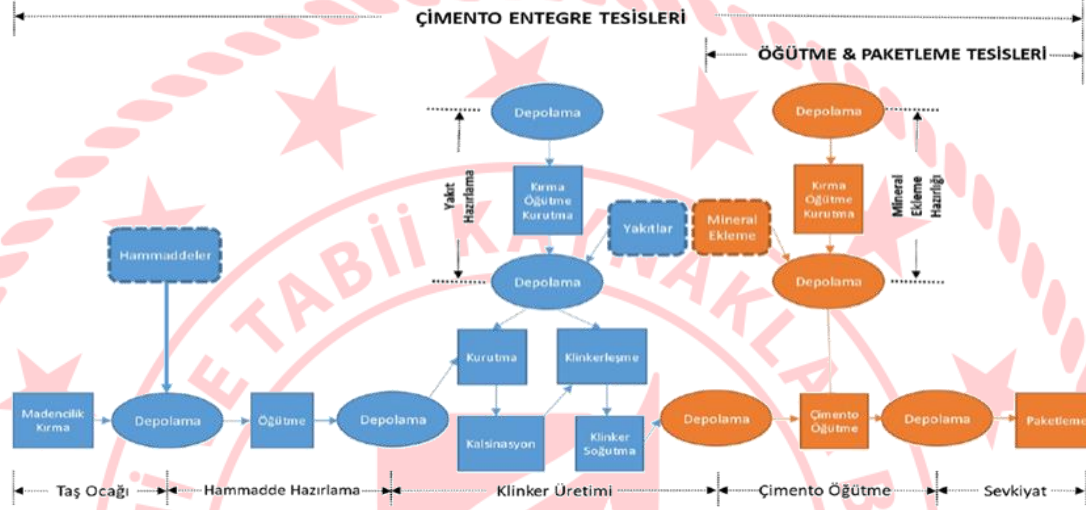 ÇİMENTO ENTEGRE TESİSLERİ
ÖĞÜTME & PAKETLEME TESİSLERİ
Depolama
Depolama
Yakıt
Hazırlama
Kırma
Öğütme
Kurutma
Kırma
Öğütme
Kurutma
Mineral
Ekleme
Hazırlığı
Hammaddeler
Yakıtlar
Mineral
Ekleme
Depolama
Depolama
Kurutma
Klinkerleşme
Madencilik
Kırma
Depolama
Öğütme
Depolama
Kalsinasyon
Klinker
Soğutma
Depolama
Çimento
Öğütme
Depolama
Paketleme
Taş Ocağı
Hammadde Hazırlama
Klinker Üretimi
Çimento Öğütme
Sevkiyat
E TABİİ KAYNAKLAR